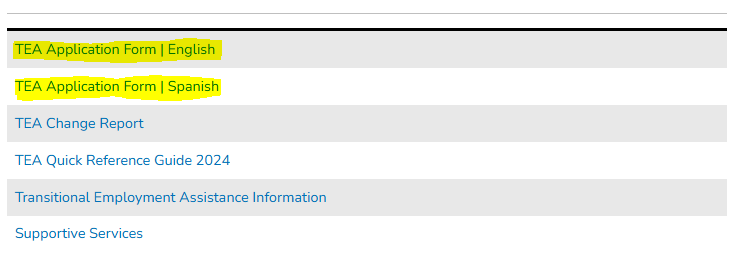 TEA Application Form | English
TEA Application Form | Spanish
TEA Change Report
TEA Quick Reference Guide 2024
Transitional Employment Assistance Information
Supportive Services